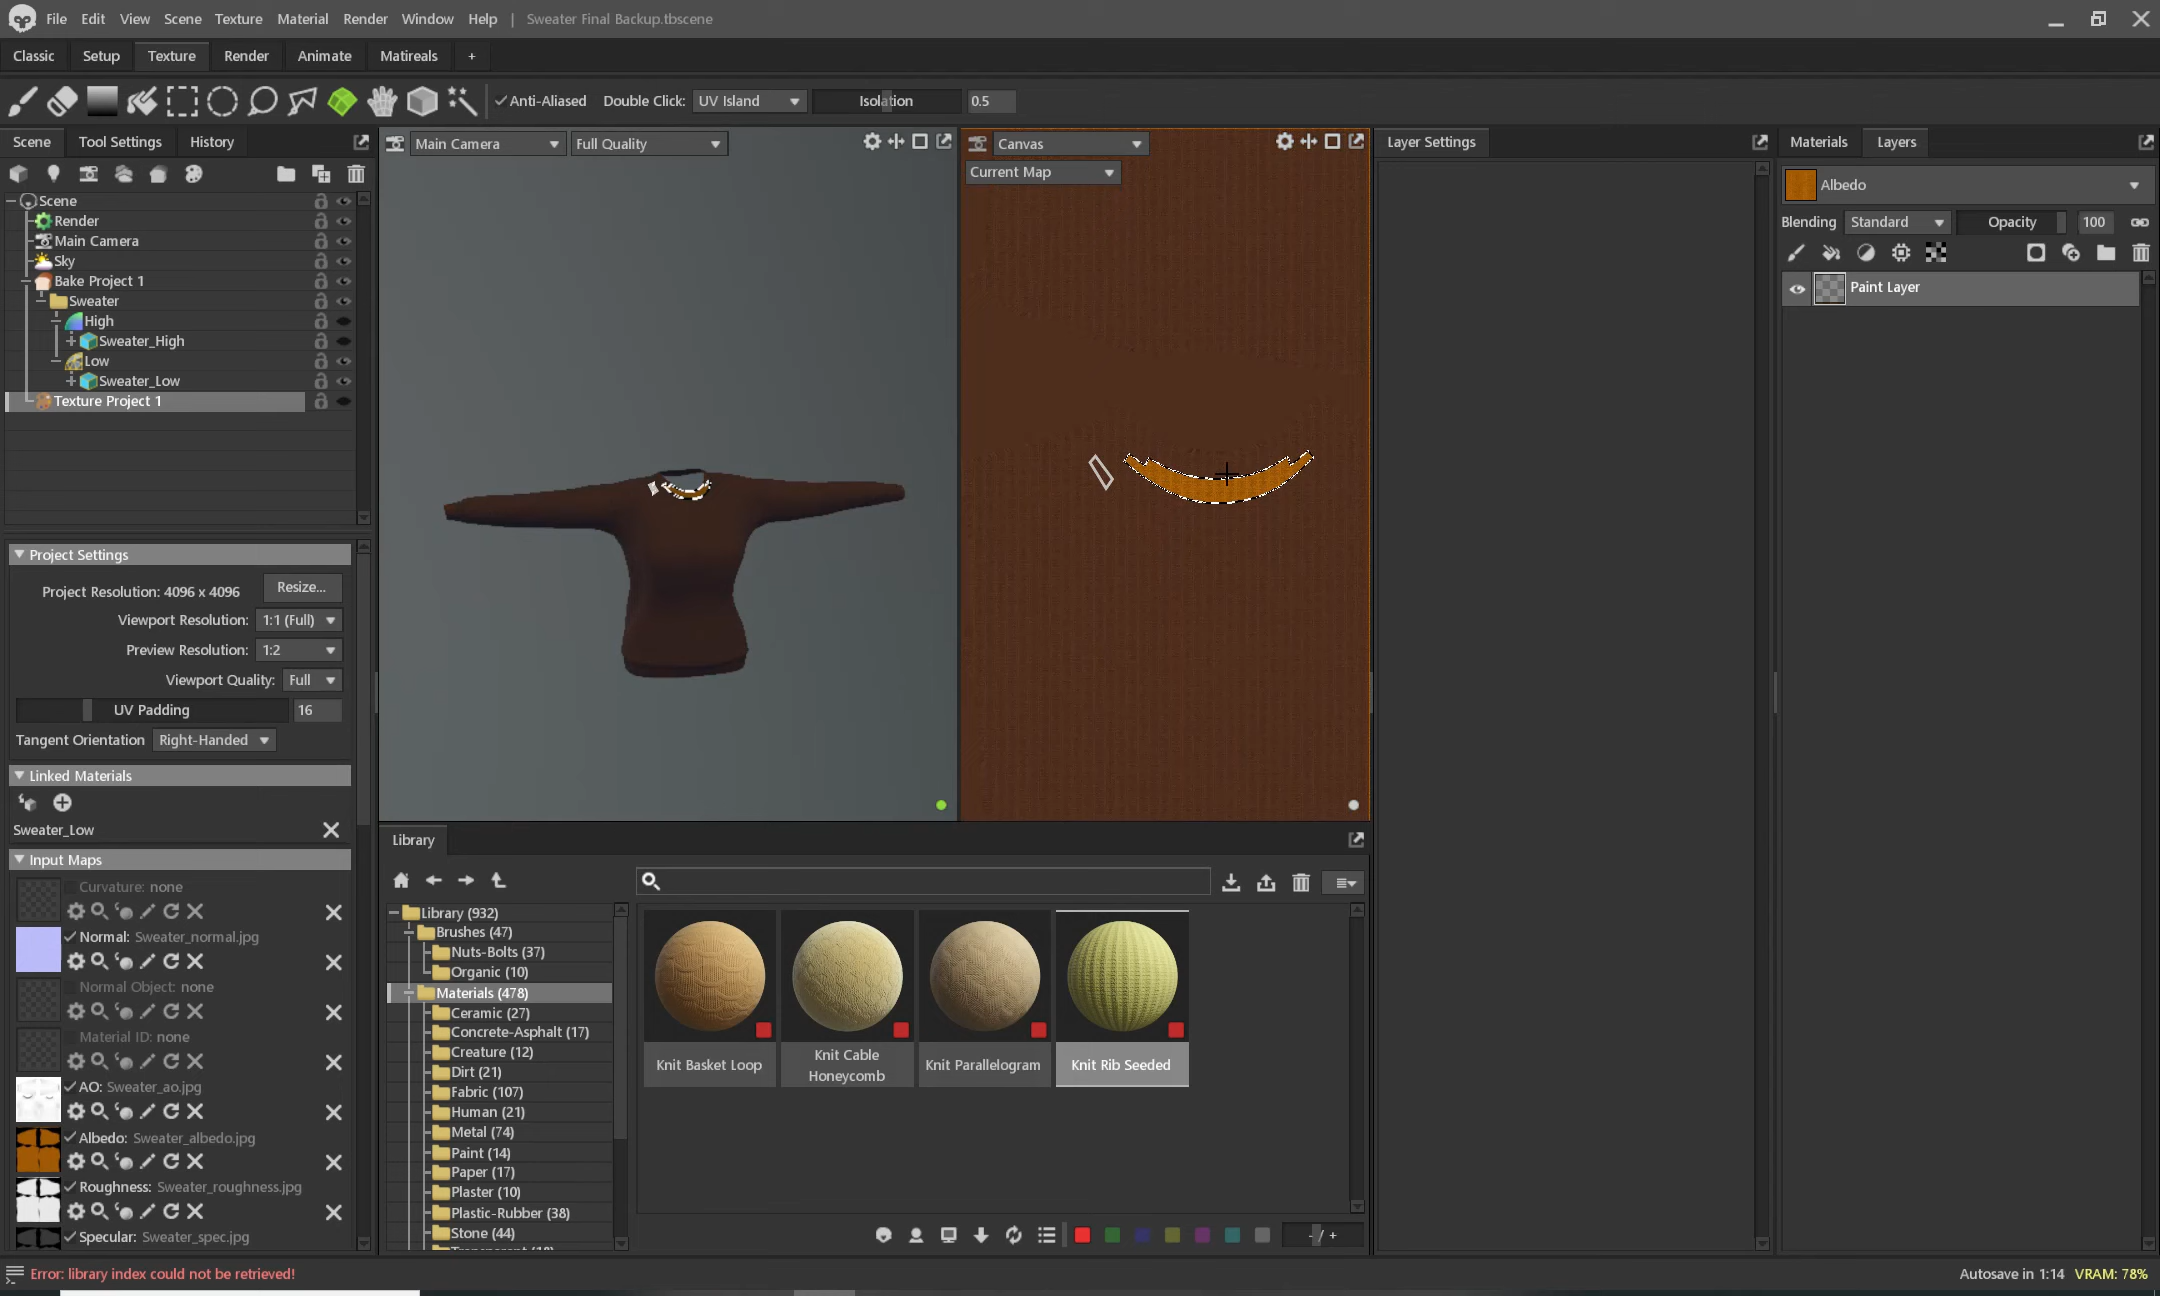 File Edit View Scene Texture Material Render Window Help | Sweater Final Backup.tbscene
Classic Setup Texture Render Animate Matireals +
Anti-Aliased Double Click: UV Island Isolation 0.5
Scene Tool Settings History
Main Camera Full Quality
Canvas
Current Map
Layer Settings
Materials Layers
Albedo
Blending Standard Opacity 100
Paint Layer
Scene
Render
Main Camera
Sky
Bake Project 1
Sweater
High
Sweater_High
Low
Sweater_Low
Texture Project 1
Project Settings
Project Resolution: 4096 x 4096 Resize...
Viewport Resolution: 1:1 (Full)
Preview Resolution: 1:2
Viewport Quality: Full
UV Padding 16
Tangent Orientation Right-Handed
Linked Materials
Sweater_Low
Input Maps
Curvature: none
Normal: Sweater_normal.jpg
Normal Object: none
Material ID: none
AO: Sweater_ao.jpg
Albedo: Sweater_albedo.jpg
Roughness: Sweater_roughness.jpg
Specular: Sweater_spec.jpg
Library
Library (932)
Brushes (47)
Nuts-Bolts (37)
Organic (10)
Materials (478)
Ceramic (27)
Concrete-Asphalt (17)
Creature (12)
Dirt (21)
Fabric (107)
Human (21)
Metal (74)
Paint (14)
Paper (17)
Plaster (10)
Plastic-Rubber (38)
Stone (44)
Knit Basket Loop
Knit Cable
Honeycomb
Knit Parallelogram
Knit Rib Seeded
- / +
Error: library index could not be retrieved!
Autosave in 1:14 VRAM: 78%